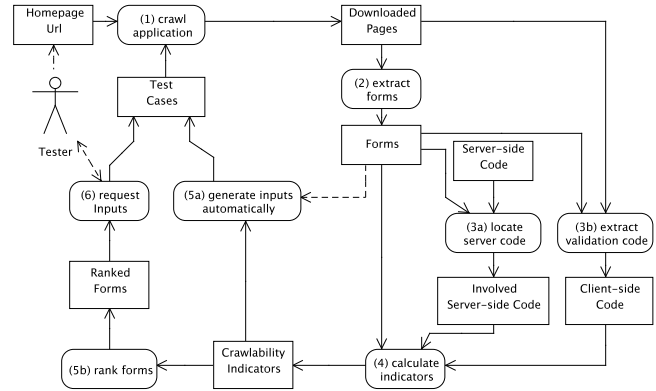 Homepage
Url
(1) crawl
application
Downloaded
Pages
Test
Cases
(2) extract
forms
Tester
Forms
Server-side
Code
(6) request
Inputs
(5a) generate inputs
automatically
(3a) locate
server code
(3b) extract
validation code
Ranked
Forms
Involved
Server-side Code
Client-side
Code
(5b) rank forms
Crawlability
Indicators
(4) calculate
indicators